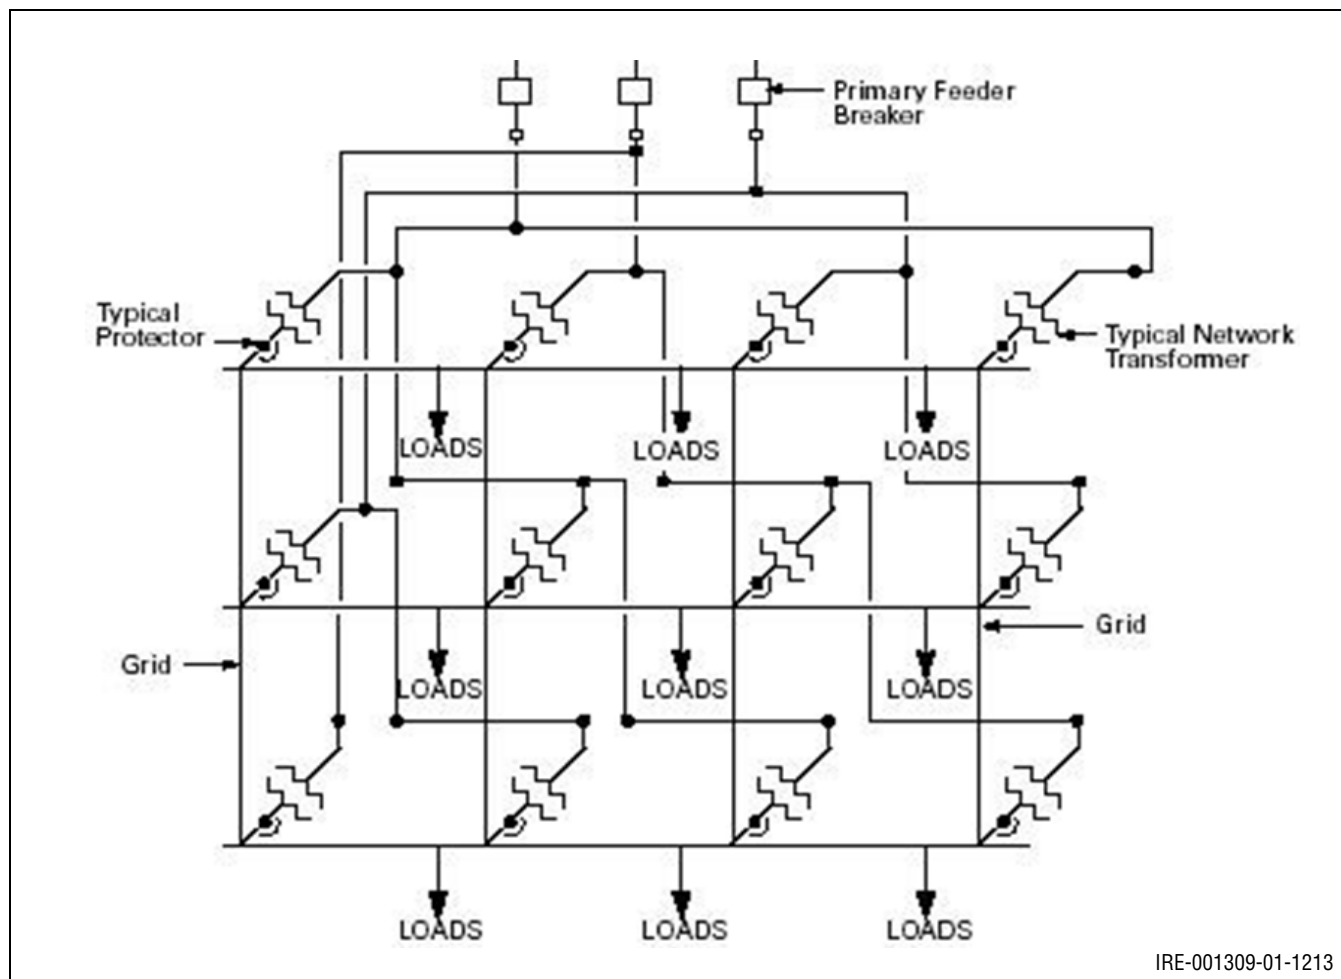 Primary Feeder
Breaker
Typical
Protector
Typical Network
Transformer
LOADS
LOADS
LOADS
Grid
Grid
LOADS
LOADS
LOADS
LOADS
LOADS
LOADS
IRE-001309-01-1213